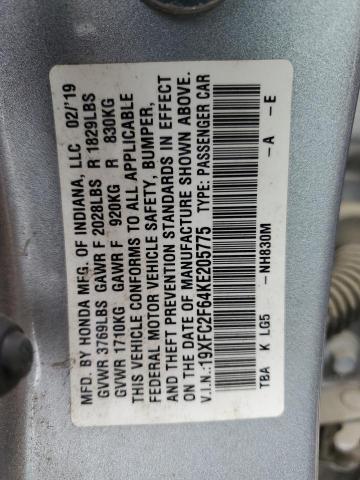 MFD. BY HONDA MFG. OF INDIANA, LLC 02/'19
GVWR 3769LBS GAWR F 2028LBS R 1829LBS
GVWR 1710KG GAWR F 920KG R 830KG
THIS VEHICLE CONFORMS TO ALL APPLICABLE
FEDERAL MOTOR VEHICLE SAFETY, BUMPER,
AND THEFT PREVENTION STANDARDS IN EFFECT
ON THE DATE OF MANUFACTURE SHOWN ABOVE.
V.I.N.:19XFC2F64KE205775 TYPE: PASSENGER CAR
TBA K LG5 - NH830M - A - E